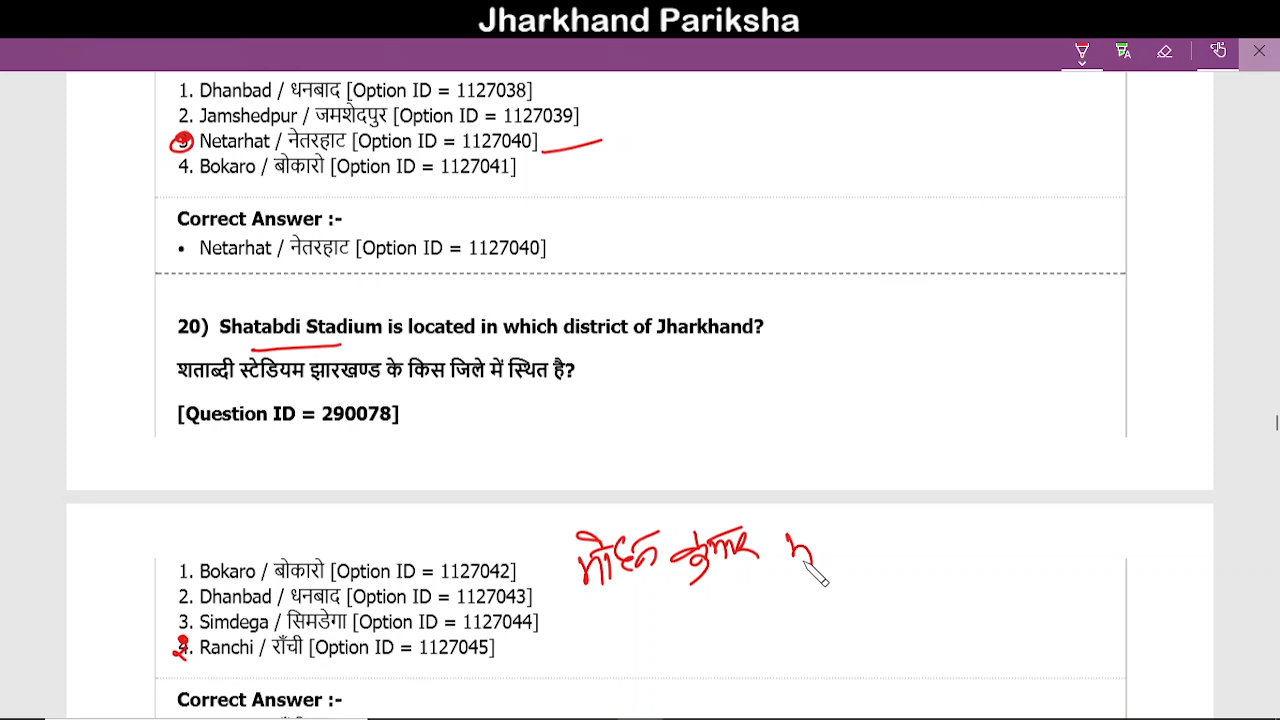 Jharkhand Pariksha
1. Dhanbad / धनबाद [Option ID = 1127038]
2. Jamshedpur / जमशेदपुर [Option ID = 1127039]
3. Netarhat / नेतरहाट [Option ID = 1127040]
4. Bokaro / बोकारो [Option ID = 1127041]
Correct Answer :-
• Netarhat / नेतरहाट [Option ID = 1127040]
20) Shatabdi Stadium is located in which district of Jharkhand?
शताब्दी स्टेडियम झारखण्ड के किस जिले में स्थित है?
[Question ID = 290078]
कुमार
1. Bokaro / बोकारो [Option ID = 1127042]
2. Dhanbad / धनबाद [Option ID = 1127043]
3. Simdega / सिमडेगा [Option ID = 1127044]
4. Ranchi / राँची [Option ID = 1127045]
Correct Answer :-